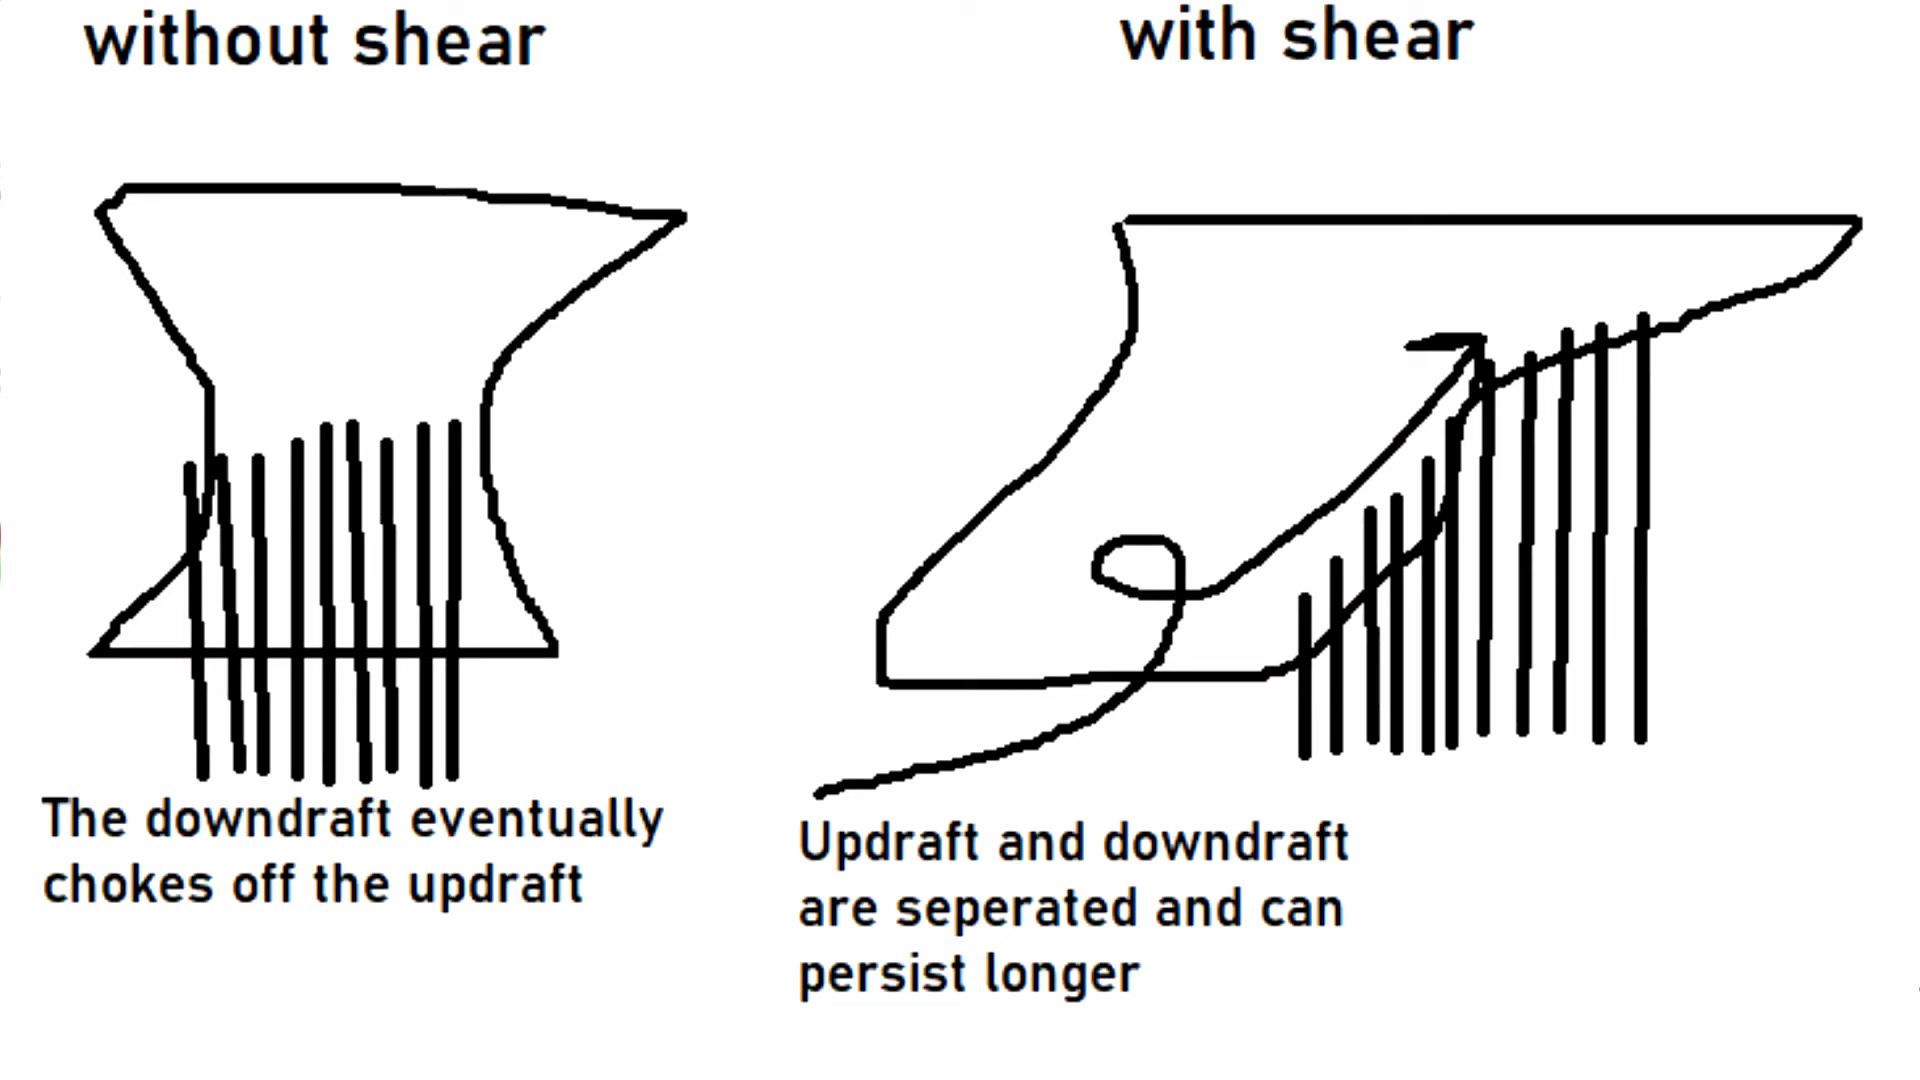 without shear
with shear
The downdraft eventually
chokes off the updraft
Updraft and downdraft
are seperated and can
persist longer